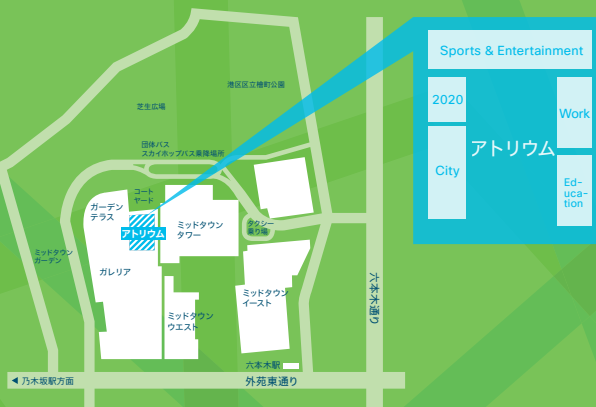 Sports & Entertainment
2020
Work
アトリウム
City
Ed-
uca-
tion
港区区立檜町公園
芝生広場
団体バス
スカイホップバス乗降場所
コート
ヤード
ガーデン
テラス
アトリウム
ミッドタウン
タワー
タクシー
乗り場
ミッドタウン
ガーデン
ガレリア
ミッドタウン
イースト
ミッドタウン
ウエスト
六本木通り
六本木駅
◀ 乃木坂駅方面
外苑東通り